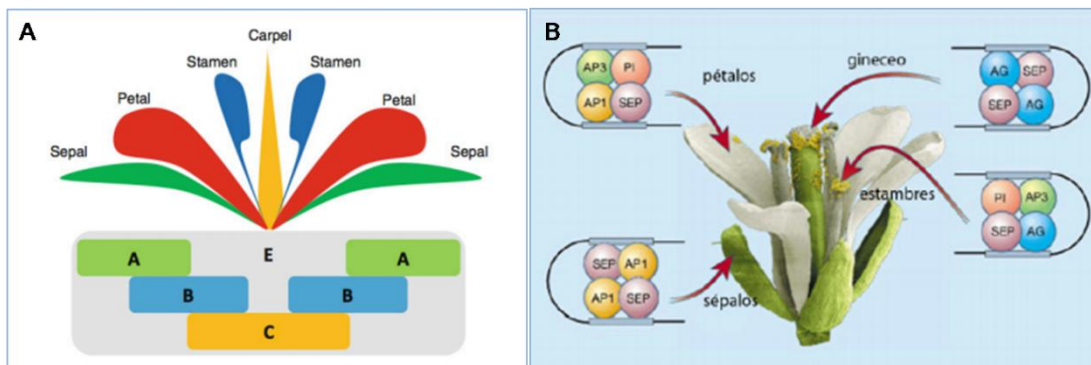 A
Carpel
Stamen
Stamen
Petal
Petal
Sepal
Sepal
A
E
A
B
B
C
B
AP3 PI
AP1 SEP
pétalos
gineceo
AG SEP
SEP AG
estambres
PI AP3
SEP AG
SEP AP1
AP1 SEP
sépalos